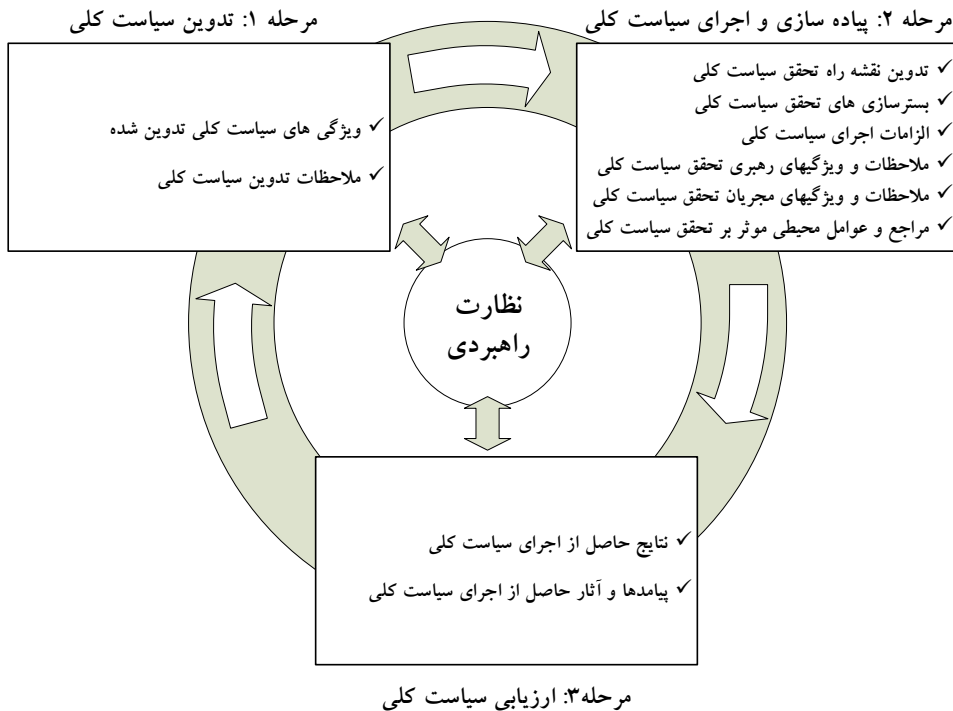 مرحله ۱: تدوین سیاست کلی
✓ ویژگی های سیاست کلی تدوین شده
✓ ملاحظات تدوین سیاست کلی
مرحله ۲: پیاده سازی و اجرای سیاست کلی
✓ تدوین نقشه راه تحقق سیاست کلی
✓ بسترسازی های تحقق سیاست کلی
✓ الزامات اجرای سیاست کلی
✓ ملاحظات و ویژگیهای رهبری تحقق سیاست کلی
✓ ملاحظات و ویژگیهای مجریان تحقق سیاست کلی
✓ مراجع و عوامل محیطی موثر بر تحقق سیاست کلی
نظارت
راهبردی
✓ نتایج حاصل از اجرای سیاست کلی
✓ پیامدها و آثار حاصل از اجرای سیاست کلی
مرحله۳: ارزیابی سیاست کلی